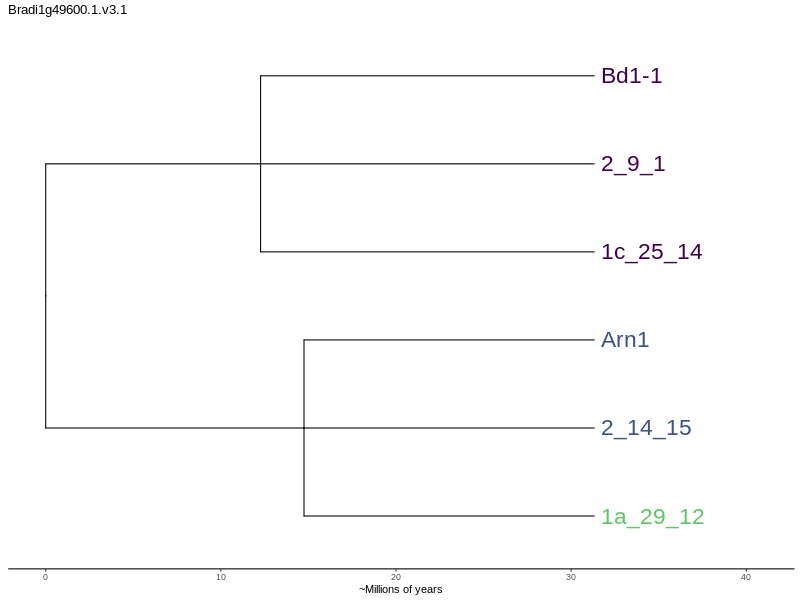 Bradi1g49600.1.v3.1
Bd1-1
2_9_1
1c_25_14
Arn1
2_14_15
1a_29_12
0 10 20 30 40
~Millions of years